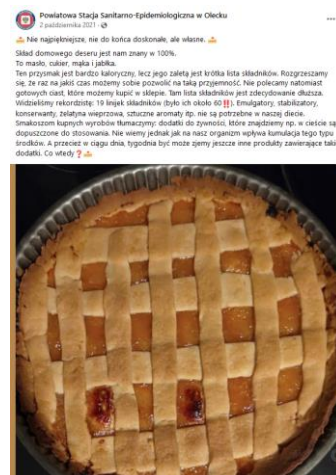 Powiatowa Stacja Sanitarno-Epidemiologiczna w Olecku
2 października 2021 ·
🍰 Nie najpiękniejsze, nie do końca doskonałe, ale własne. 🍰
Skład domowego deseru jest nam znany w 100%.
To masło, cukier, mąka i jabłka.
Ten przysmak jest bardzo kaloryczny, lecz jego zaletą jest krótka lista składników. Rozgrzeszamy
się, że raz na jakiś czas możemy sobie pozwolić na taką przyjemność. Nie polecamy natomiast
gotowych ciast, które możemy kupić w sklepie. Tam lista składników jest zdecydowanie dłuższa.
Widzieliśmy rekordzistę: 19 linijek składników (było ich około 60‼). Emulgatory, stabilizatory,
konserwanty, żelatyna wieprzowa, sztuczne aromaty itp. nie są potrzebne w naszej diecie.
Smakoszom kupnych wyrobów tłumaczymy: dodatki do żywności, które znajdziemy np. w cieście są
dopuszczone do stosowania. Nie wiemy jednak jak na nasz organizm wpływa kumulacja tego typu
środków. A przecież w ciągu dnia, tygodnia być może zjemy jeszcze inne produkty zawierające takie
dodatki. Co wtedy ❓🍰